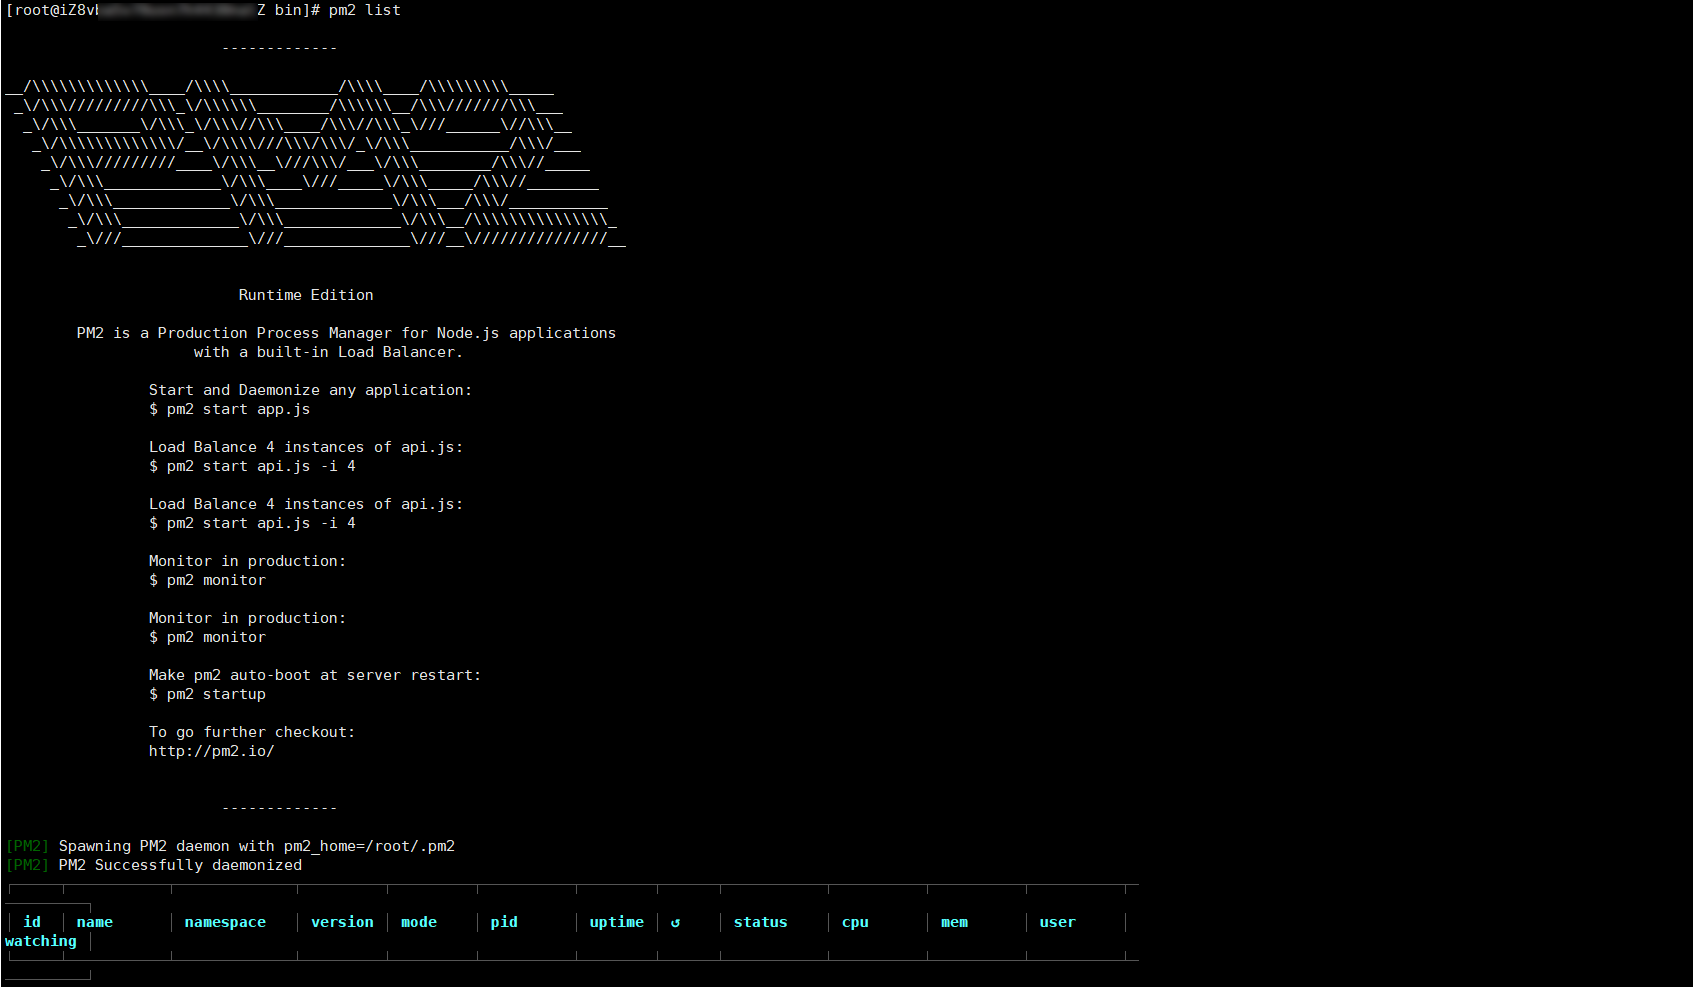 [root@iZ8v Z bin]# pm2 list
-------------
__/\\\\\\\\\\\\\____/\\\\____________/\\\\____/\\\\\\\\\_____
_\/\\\/////////\\\_\/\\\\\\________/\\\\\\__/\\\///////\\\___
_\/\\\_______\/\\\_\/\\\//\\\____/\\\//\\\_\///______\//\\\__
_\/\\\\\\\\\\\\\/__\/\\\\///\\\/\\\/_\/\\\___________/\\\/___
_\/\\\/////////____\/\\\__\///\\\/___\/\\\________/\\\//_____
_\/\\\_____________\/\\\____\///_____\/\\\_____/\\\//________
_\/\\\_____________\/\\\_____________\/\\\___/\\\/___________
_\/\\\_____________\/\\\_____________\/\\\__/\\\\\\\\\\\\\\\_
_\///______________\///______________\///__\///////////////__
Runtime Edition
PM2 is a Production Process Manager for Node.js applications
with a built-in Load Balancer.
Start and Daemonize any application:
$ pm2 start app.js
Load Balance 4 instances of api.js:
$ pm2 start api.js -i 4
Load Balance 4 instances of api.js:
$ pm2 start api.js -i 4
Monitor in production:
$ pm2 monitor
Monitor in production:
$ pm2 monitor
Make pm2 auto-boot at server restart:
$ pm2 startup
To go further checkout:
http://pm2.io/
-------------
[PM2] Spawning PM2 daemon with pm2_home=/root/.pm2
[PM2] PM2 Successfully daemonized
│ id │ name │ namespace │ version │ mode │ pid │ uptime │ ↺ │ status │ cpu │ mem │ user │
watching │